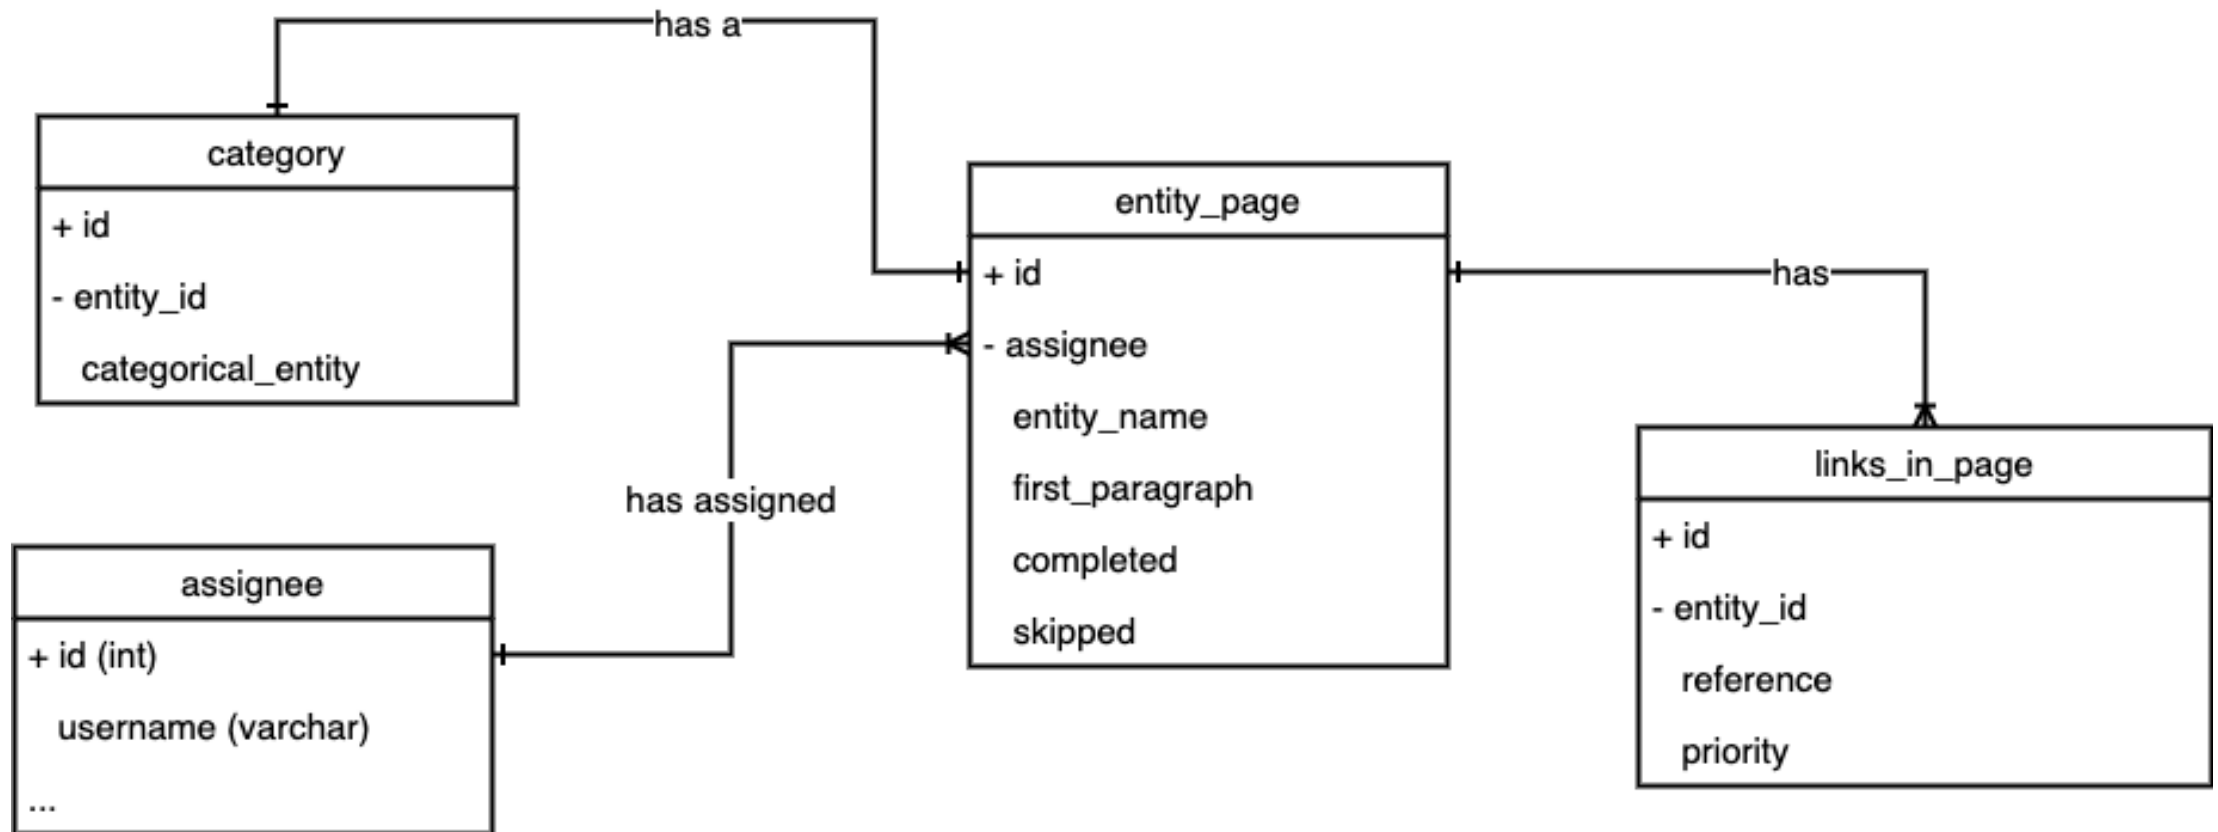 has a
category
+ id
- entity_id
categorical_entity
entity_page
+ id
- assignee
entity_name
first_paragraph
completed
skipped
has
has assigned
assignee
+ id (int)
username (varchar)
...
links_in_page
+ id
- entity_id
reference
priority